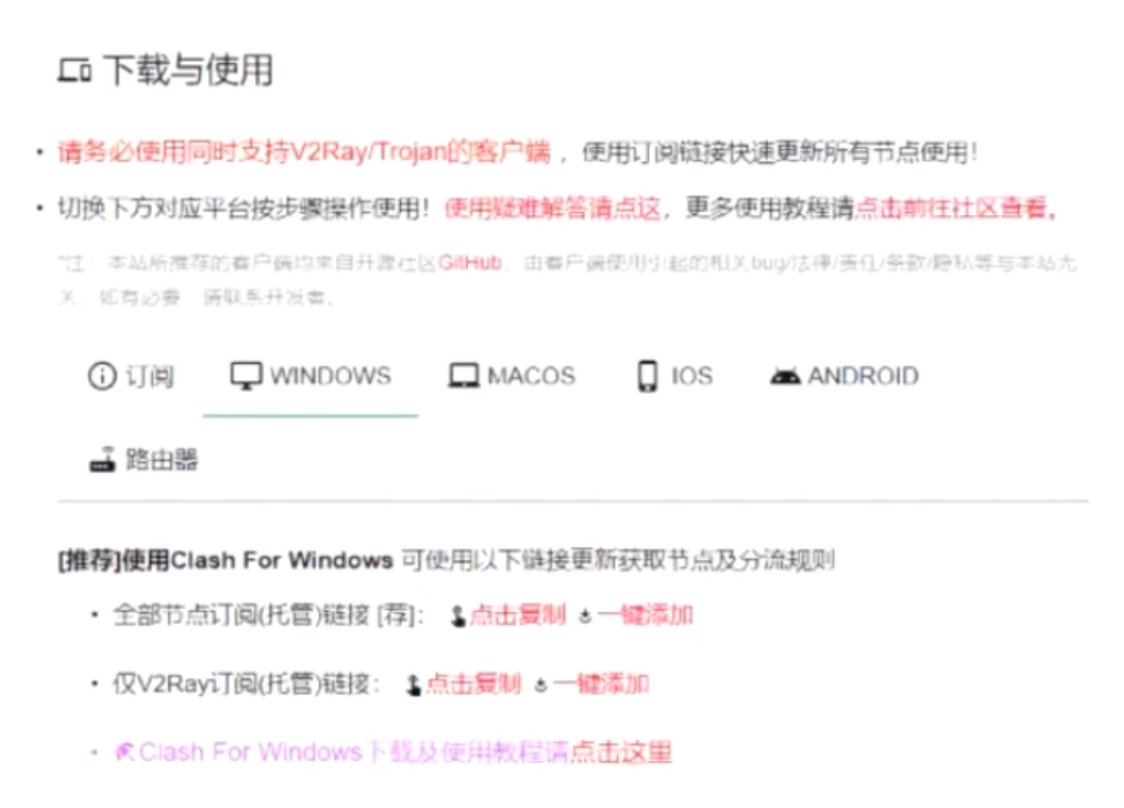 下载与使用
请务必使用同时支持V2Ray/Trojan的客户端，使用订阅链接快速更新所有节点使用！
切换下方对应平台按步骤操作使用！使用疑难解答请点这，更多使用教程请点击前往社区查看。
*注：本站所推荐的客户端均来自开源社区GitHub，由客户端使用引起的相关bug/法律/责任/条款/隐私等与本站无
关，如有必要，请联系开发者。
订阅 WINDOWS MACOS IOS ANDROID
路由器
[推荐]使用Clash For Windows 可使用以下链接更新获取节点及分流规则
全部节点订阅(托管)链接 [荐]： 点击复制 一键添加
仅V2Ray订阅(托管)链接： 点击复制 一键添加
Clash For Windows下载及使用教程请点击这里